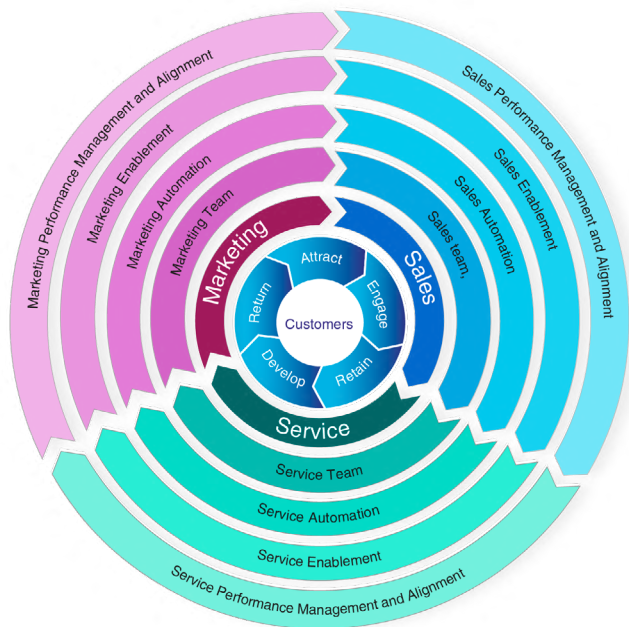 Marketing Performance Management and Alignment
Marketing Enablement
Marketing Automation
Marketing Team
Marketing
Sales Performance Management and Alignment
Sales Enablement
Sales Automation
Sales team,
Sales
Attract
Engage
Retain
Develop
Return
Customers
Service
Service Team
Service Automation
Service Enablement
Service Performance Management and Alignment